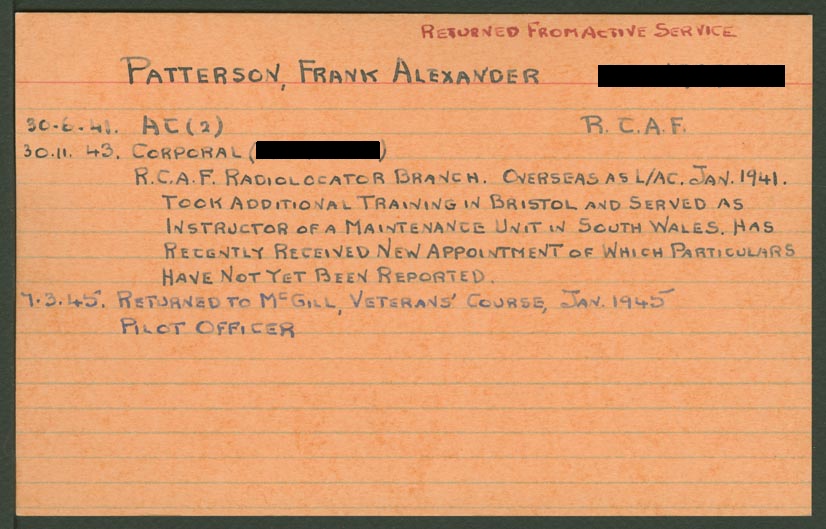 RETURNED FROM ACTIVE SERVICE
PATTERSON, FRANK ALEXANDER
30.6.41. AC(2) R.C.A.F.
30.11.43. CORPORAL ( )
R.C.A.F. RADIOLOCATOR BRANCH. OVERSEAS AS L/AC. JAN. 1941.
TOOK ADDITIONAL TRAINING IN BRISTOL AND SERVED AS
INSTRUCTOR OF A MAINTENANCE UNIT IN SOUTH WALES. HAS
RECENTLY RECEIVED NEW APPOINTMENT OF WHICH PARTICULARS
HAVE NOT YET BEEN REPORTED.
7.3.45. RETURNED TO McGILL, VETERANS' COURSE, JAN. 1945
PILOT OFFICER